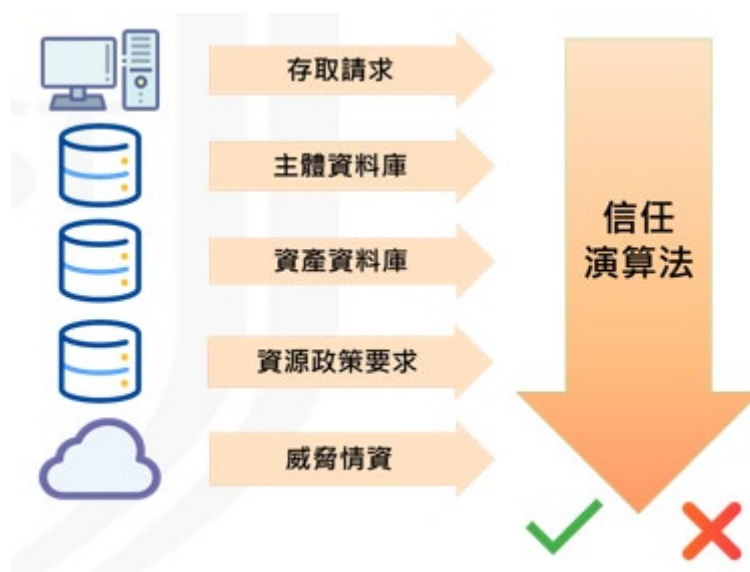 存取請求
主體資料庫
資產資料庫
資源政策要求
威脅情資
信任
演算法